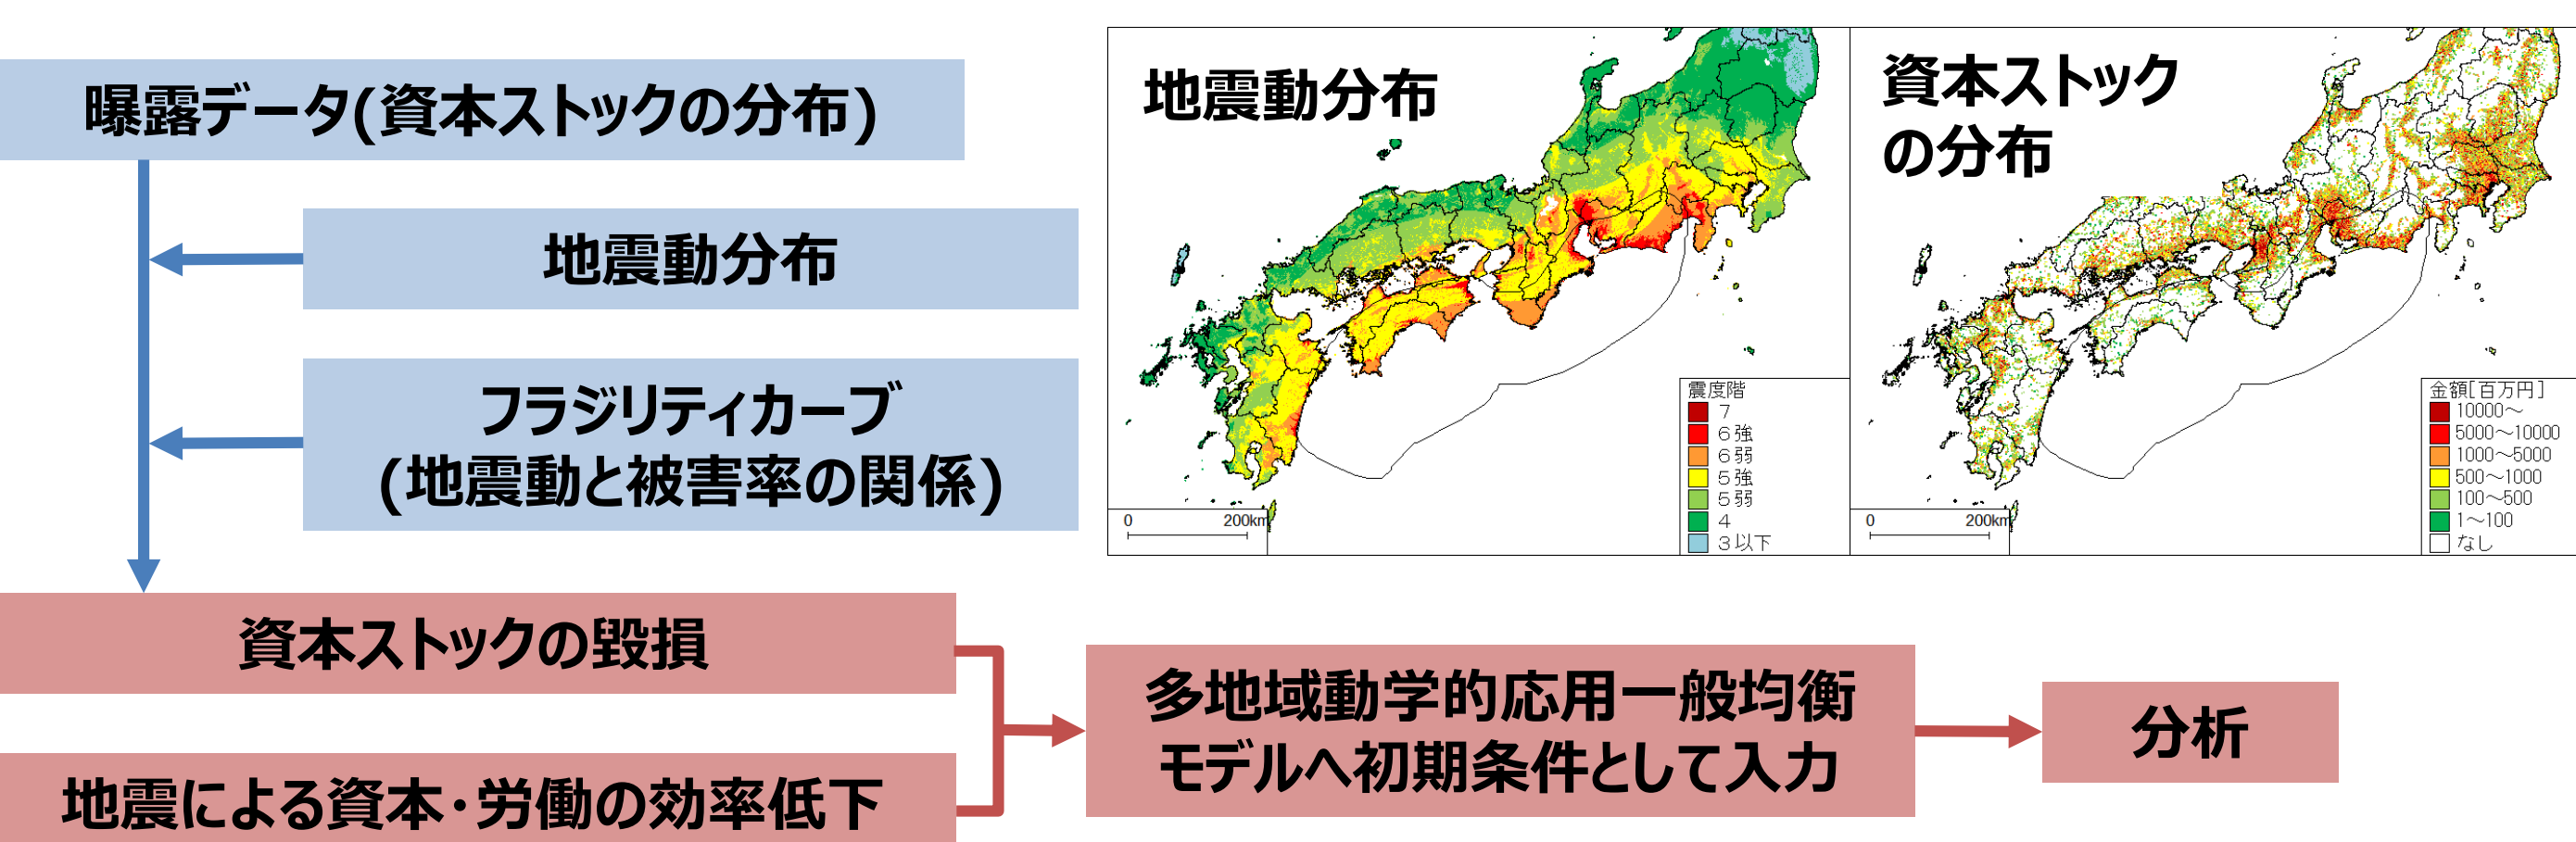 曝露データ(資本ストックの分布)
地震動分布
フラジリティカーブ
(地震動と被害率の関係)
資本ストックの毀損
地震による資本・労働の効率低下
多地域動学的応用一般均衡
モデルへ初期条件として入力
分析
地震動分布
震度階
7
6強
6弱
5強
5弱
4
3以下
0 200km
資本ストック
の分布
金額[百万円]
10000～
5000～10000
1000～5000
500～1000
100～500
1～100
なし
0 200km